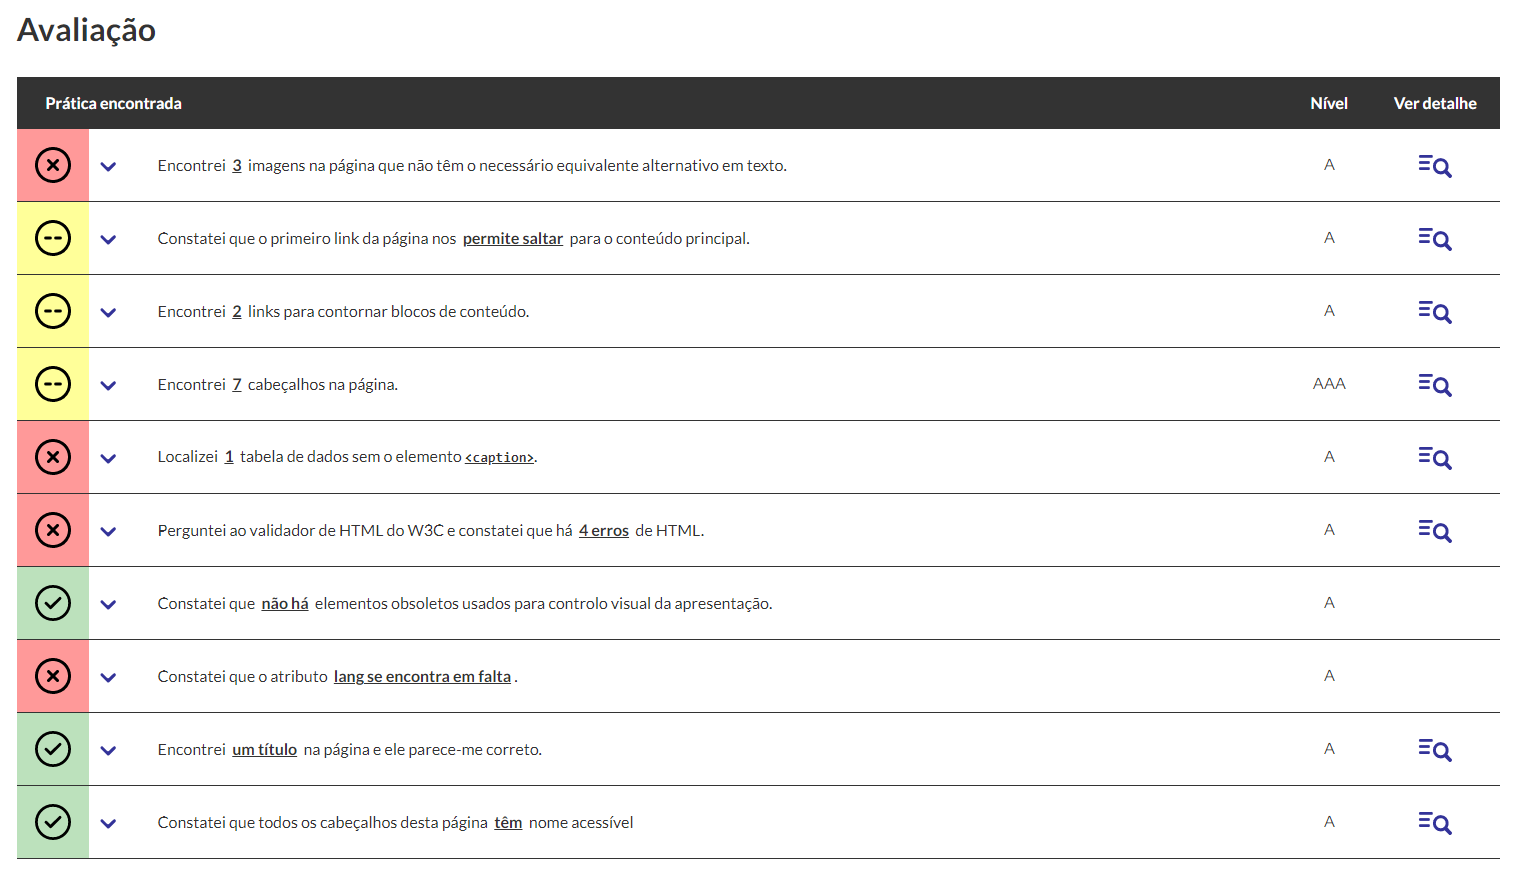 Avaliação
Prática encontrada Nível Ver detalhe
Encontrei 3 imagens na página que não têm o necessário equivalente alternativo em texto. A
Constatei que o primeiro link da página nos permite saltar para o conteúdo principal. A
Encontrei 2 links para contornar blocos de conteúdo. A
Encontrei 7 cabeçalhos na página. AAA
Localizei 1 tabela de dados sem o elemento <caption>. A
Perguntei ao validador de HTML do W3C e constatei que há 4 erros de HTML. A
Constatei que não há elementos obsoletos usados para controlo visual da apresentação. A
Constatei que o atributo lang se encontra em falta . A
Encontrei um título na página e ele parece-me correto. A
Constatei que todos os cabeçalhos desta página têm nome acessível A